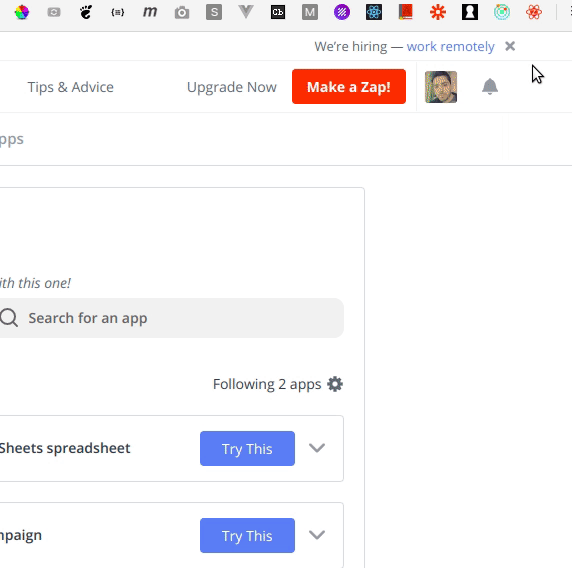 {≡} m S Cb M
We're hiring — work remotely ✕
Tips & Advice Upgrade Now Make a Zap!
pps
ith this one!
Search for an app
Following 2 apps
Sheets spreadsheet Try This
npaign Try This